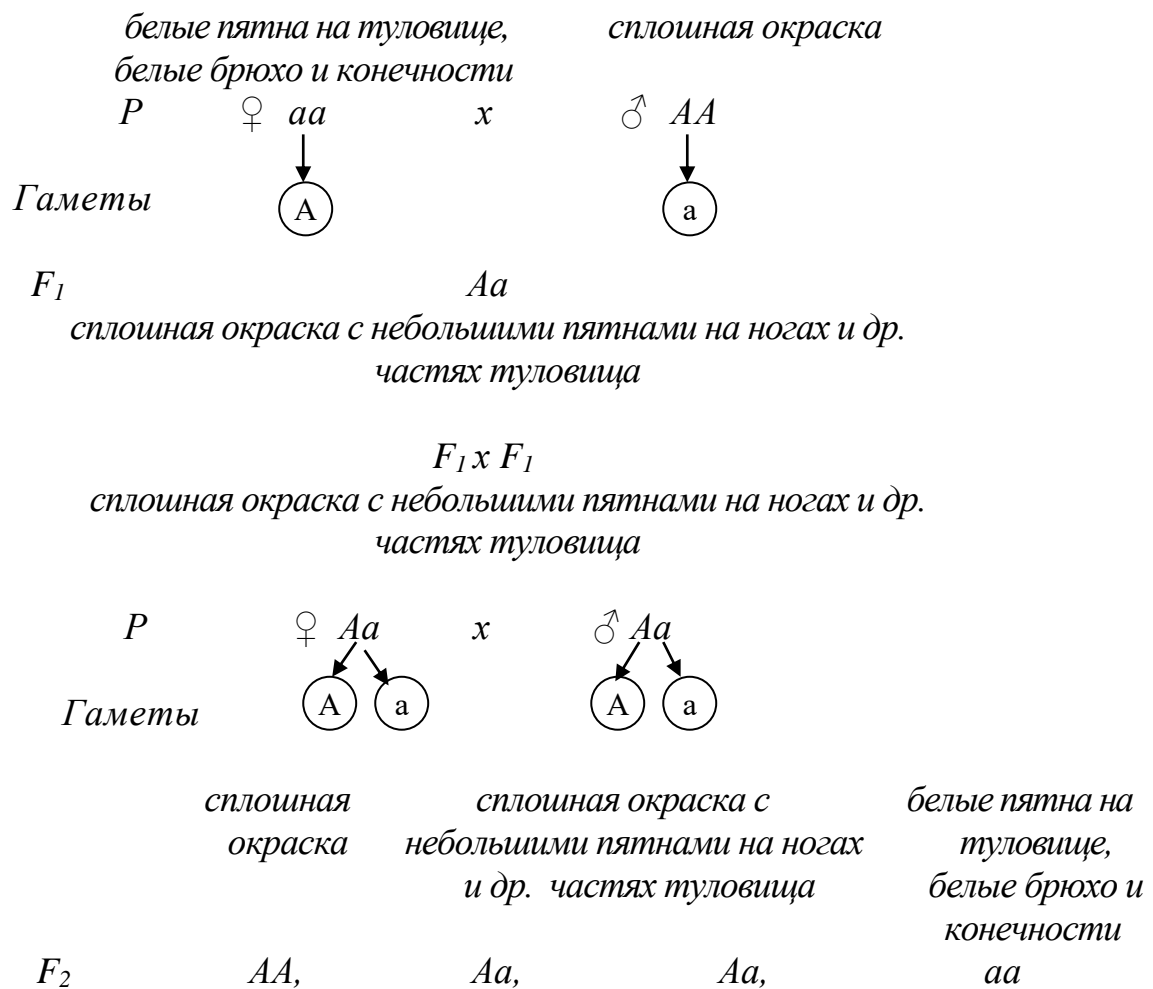 белые пятна на туловище, сплошная окраска
белые брюхо и конечности
P ♀ aa x ♂ AA
Гаметы A a
F1 Aa
сплошная окраска с небольшими пятнами на ногах и др.
частях туловища
F1 x F1
сплошная окраска с небольшими пятнами на ногах и др.
частях туловища
P ♀ Aa x ♂ Aa
Гаметы A a A a
сплошная сплошная окраска с белые пятна на
окраска небольшими пятнами на ногах туловище,
и др. частях туловища белые брюхо и
конечности
F2 AA, Aa, Aa, aa